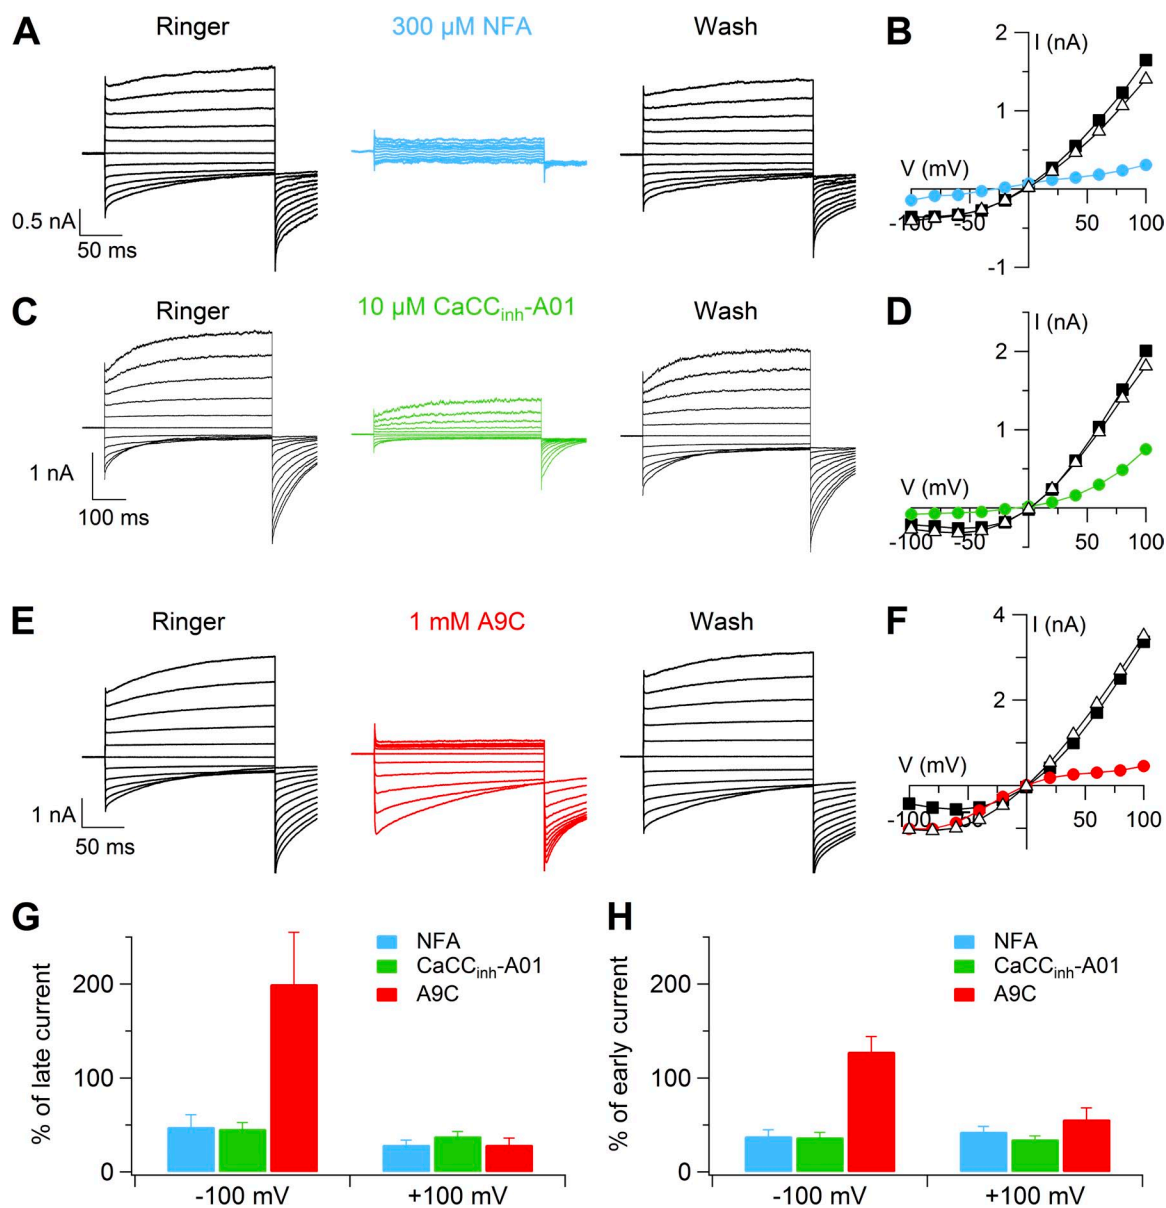 A Ringer 300 µM NFA Wash B
0.5 nA
50 ms
2
I (nA)
1
V (mV)
-100 -50 50 100
-1
C Ringer 10 µM CaCCinh-A01 Wash D
1 nA
100 ms
I (nA)
2
1
V (mV)
-100 -50 50 100
E Ringer 1 mM A9C Wash F
1 nA
50 ms
4
I (nA)
2
V (mV)
-100 -50 50 100
G
% of late current
200
100
0
NFA
CaCCinh-A01
A9C
-100 mV +100 mV
H
% of early current
200
100
0
NFA
CaCCinh-A01
A9C
-100 mV +100 mV